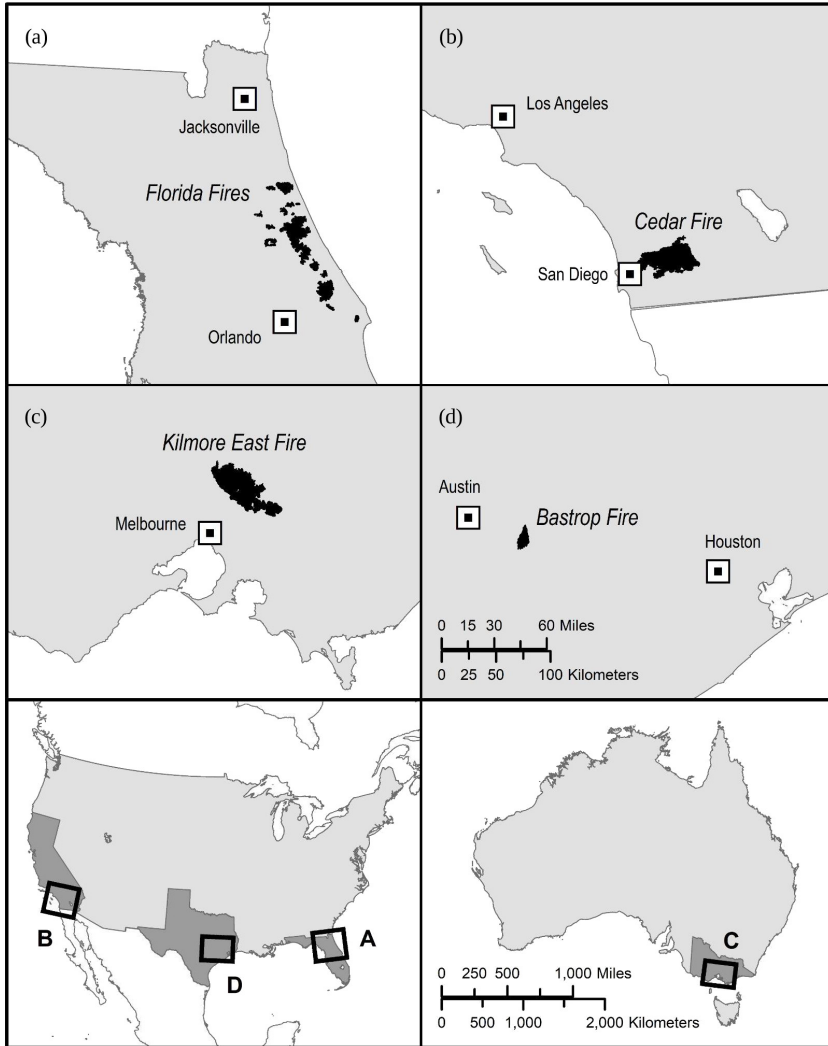 (a)
Jacksonville
Florida Fires
Orlando
(b)
Los Angeles
Cedar Fire
San Diego
(c)
Kilmore East Fire
Melbourne
(d)
Austin
Bastrop Fire
Houston
0 15 30 60 Miles
0 25 50 100 Kilometers
B
D
A
C
0 250 500 1,000 Miles
0 500 1,000 2,000 Kilometers